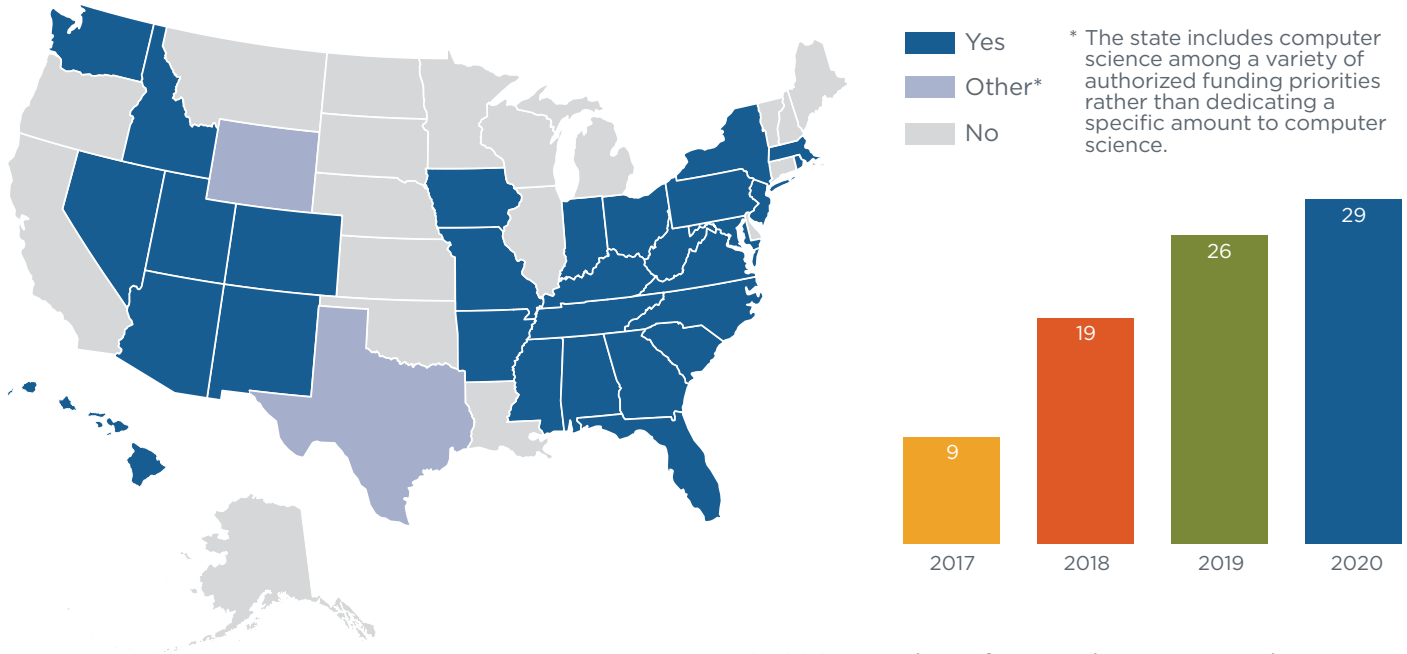 Yes
Other*
No
* The state includes computer
science among a variety of
authorized funding priorities
rather than dedicating a
specific amount to computer
science.
9
19
26
29
2017
2018
2019
2020